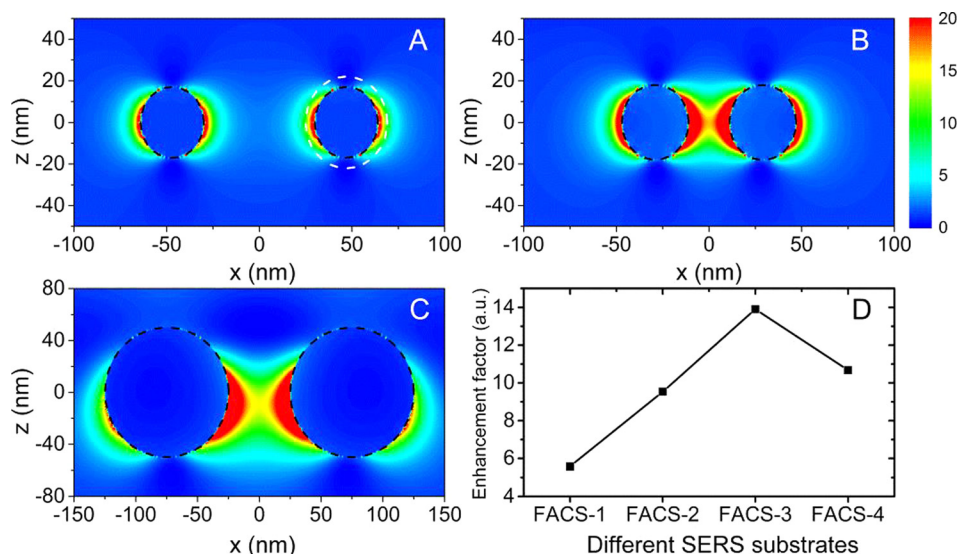 A
z (nm)
40
20
0
-20
-40
-100
-50
0
50
100
x (nm)
B
z (nm)
40
20
0
-20
-40
-100
-50
0
50
100
x (nm)
20
15
10
5
0
C
z (nm)
80
40
0
-40
-80
-150
-100
-50
0
50
100
150
x (nm)
D
Enhancement factor (a.u.)
14
12
10
8
6
4
FACS-1
FACS-2
FACS-3
FACS-4
Different SERS substrates